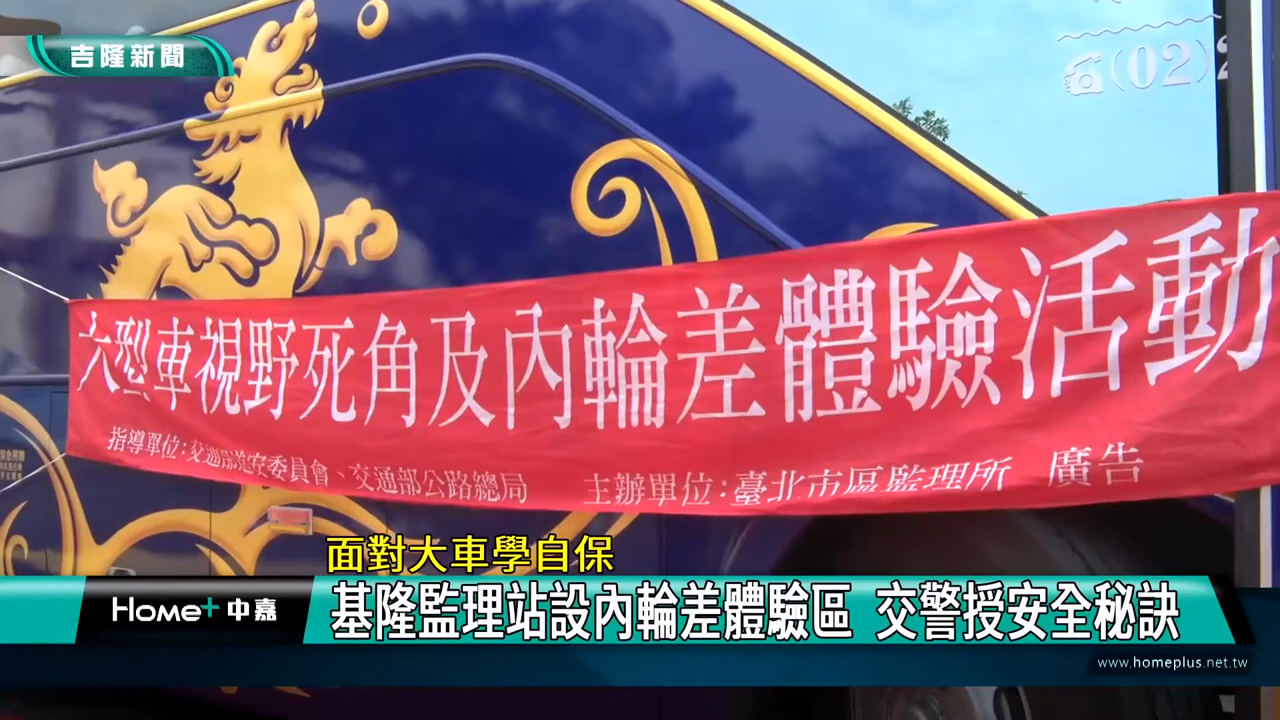 吉隆新聞
(02)2
大型車視野死角及內輪差體驗活動
指導單位：交通部道安委員會、交通部公路總局 主辦單位：臺北市區監理所 廣告
面對大車學自保
Home+中嘉 基隆監理站設內輪差體驗區 交警授安全秘訣
www.homeplus.net.tw